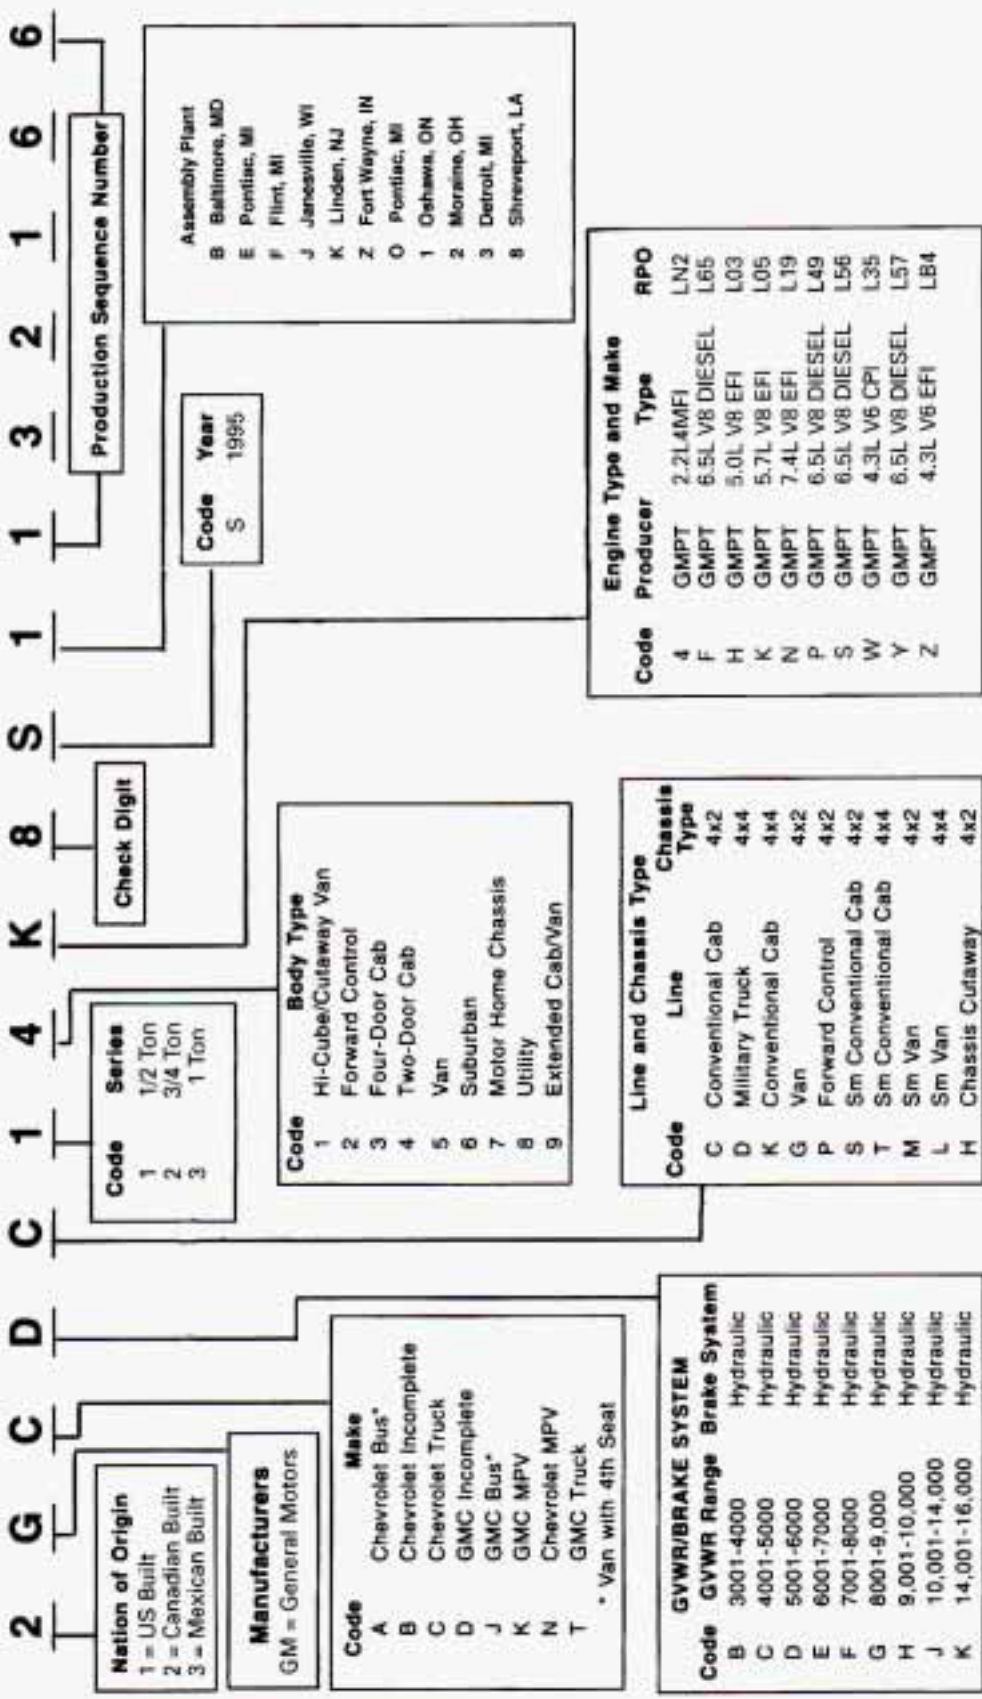 2 G C D C 1 4 K 8 S 1 1 3 2 1 6 6
Nation of Origin
1 = US Built
2 = Canadian Built
3 = Mexican Built
Manufacturers
GM = General Motors
Code Make
A Chevrolet Bus*
B Chevrolet Incomplete
C Chevrolet Truck
D GMC Incomplete
J GMC Bus*
K GMC MPV
N Chevrolet MPV
T GMC Truck
* Van with 4th Seat
GVWR/BRAKE SYSTEM
Code GVWR Range Brake System
B 3001-4000 Hydraulic
C 4001-5000 Hydraulic
D 5001-6000 Hydraulic
E 6001-7000 Hydraulic
F 7001-8000 Hydraulic
G 8001-9,000 Hydraulic
H 9,001-10,000 Hydraulic
J 10,001-14,000 Hydraulic
K 14,001-16,000 Hydraulic
Code Series
1 1/2 Ton
2 3/4 Ton
3 1 Ton
Code Body Type
1 Hi-Cube/Cutaway Van
2 Forward Control
3 Four-Door Cab
4 Two-Door Cab
5 Van
6 Suburban
7 Motor Home Chassis
8 Utility
9 Extended Cab/Van
Line and Chassis Type
Code Line Chassis Type
C Conventional Cab 4x2
D Military Truck 4x4
K Conventional Cab 4x4
G Van 4x2
P Forward Control 4x2
S Sm Conventional Cab 4x2
T Sm Conventional Cab 4x4
M Sm Van 4x2
L Sm Van 4x4
H Chassis Cutaway 4x2
Check Digit
Code Year
S 1995
Production Sequence Number
Assembly Plant
B Baltimore, MD
E Pontiac, MI
F Flint, MI
J Janesville, WI
K Linden, NJ
Z Fort Wayne, IN
O Pontiac, MI
1 Oshawa, ON
2 Moraine, OH
3 Detroit, MI
8 Shreveport, LA
Engine Type and Make
Code Producer Type RPO
4 GMPT 2.2L4MFI LN2
F GMPT 6.5L V8 DIESEL L65
H GMPT 5.0L V8 EFI L03
K GMPT 5.7L V8 EFI L05
N GMPT 7.4L V8 EFI L19
P GMPT 6.5L V8 DIESEL L49
S GMPT 6.5L V8 DIESEL L56
W GMPT 4.3L V6 CPI L35
Y GMPT 6.5L V8 DIESEL L57
Z GMPT 4.3L V6 EFI LB4